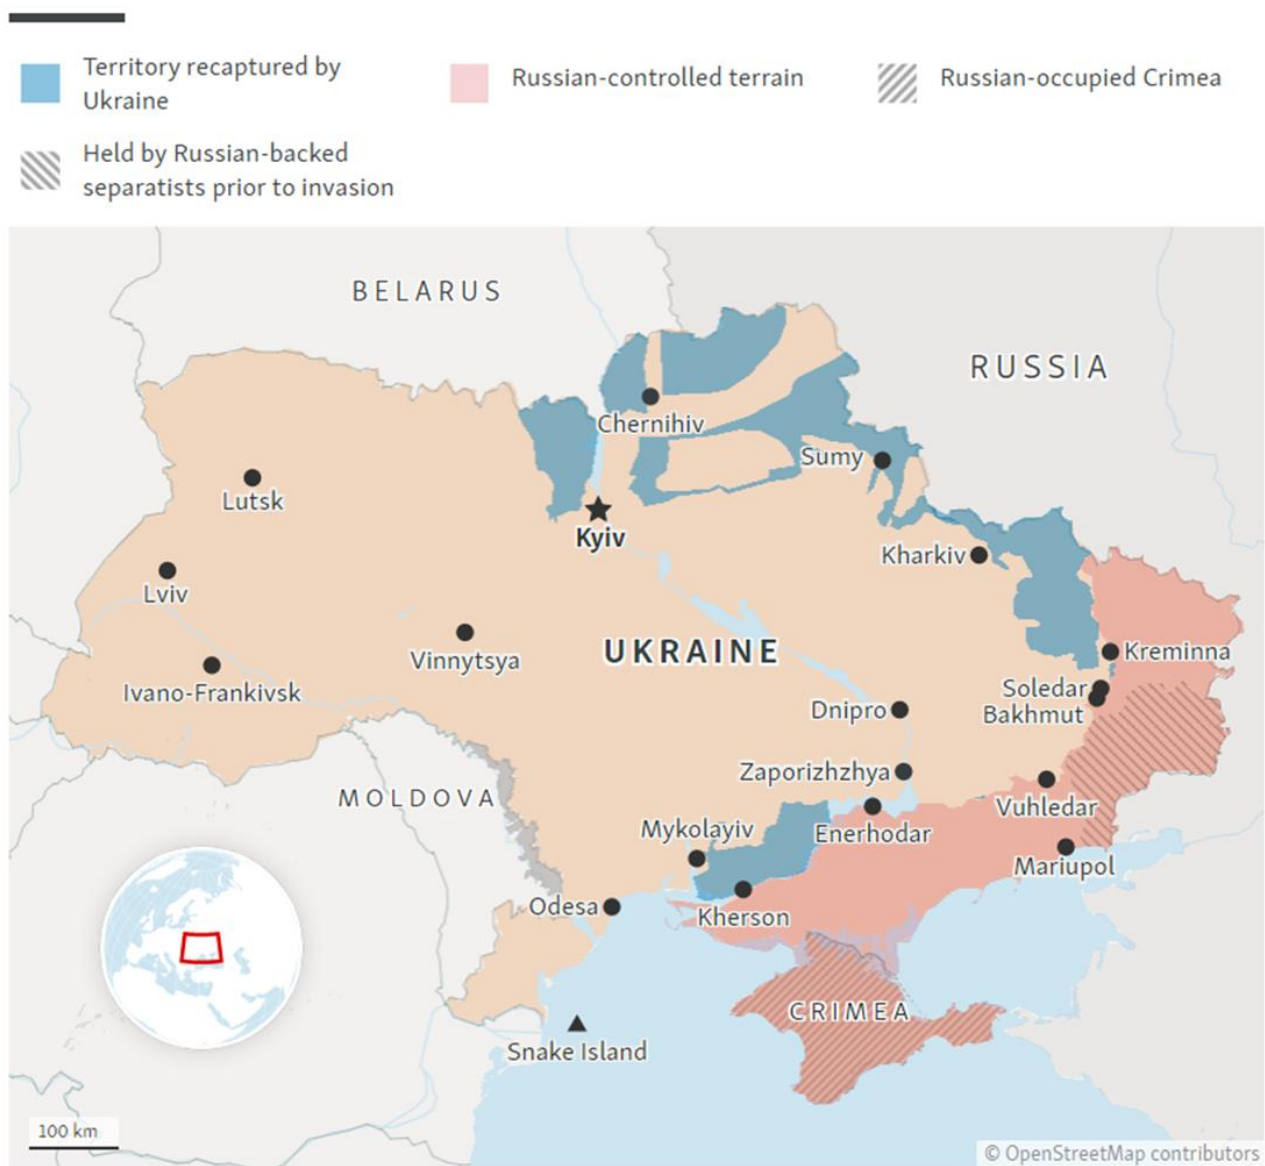 Territory recaptured by
Ukraine
Russian-controlled terrain
Russian-occupied Crimea
Held by Russian-backed
separatists prior to invasion
BELARUS
RUSSIA
Chernihiv
Sumy
Lutsk
Kyiv
Kharkiv
Lviv
Vinnytsya
UKRAINE
Kreminna
Ivano-Frankivsk
Soledar
Bakhmut
Dnipro
Zaporizhzhya
MOLDOVA
Vuhledar
Mykolayiv
Enerhodar
Mariupol
Odesa
Kherson
CRIMEA
Snake Island
100 km
© OpenStreetMap contributors